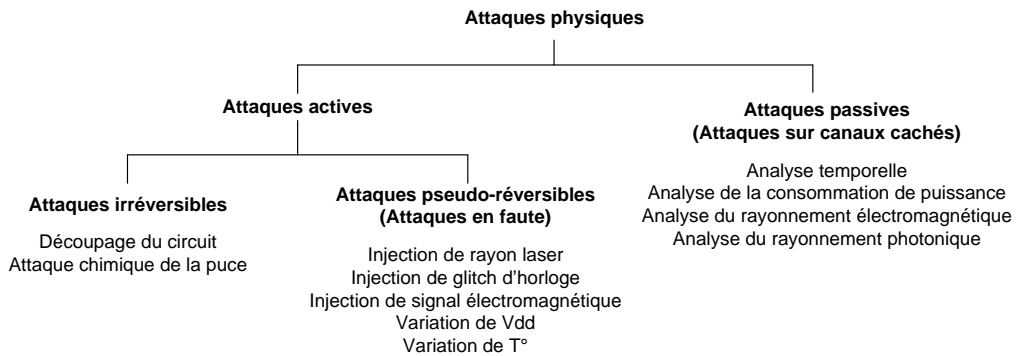 Attaques physiques
Attaques actives
Attaques irréversibles
Découpage du circuit
Attaque chimique de la puce
Attaques pseudo-réversibles
(Attaques en faute)
Injection de rayon laser
Injection de glitch d'horloge
Injection de signal électromagnétique
Variation de Vdd
Variation de T°
Attaques passives
(Attaques sur canaux cachés)
Analyse temporelle
Analyse de la consommation de puissance
Analyse du rayonnement électromagnétique
Analyse du rayonnement photonique